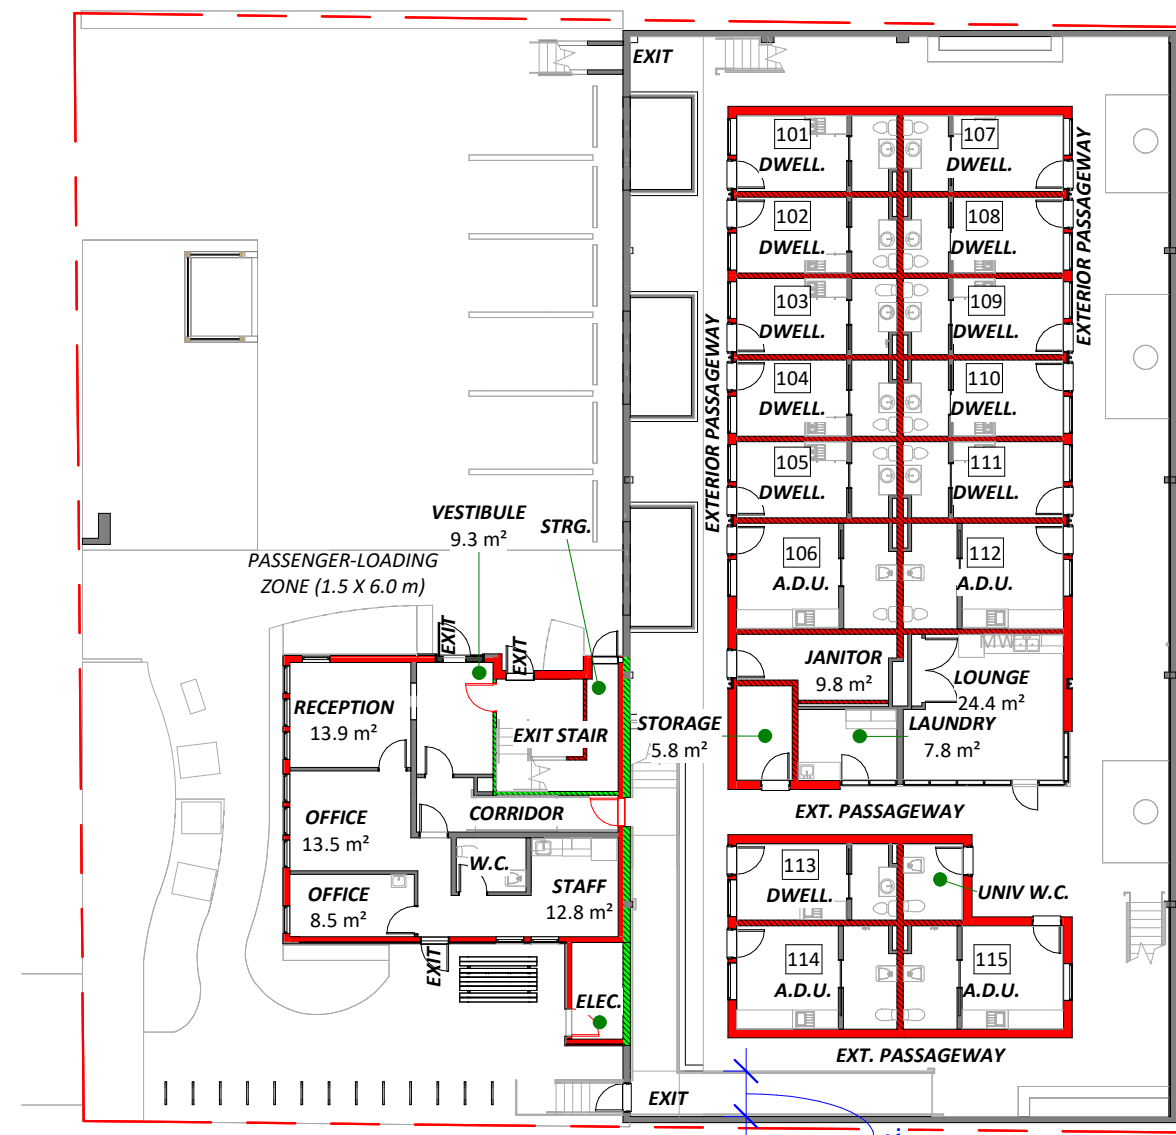 EXIT
101
DWELL.
107
DWELL.
102
DWELL.
108
DWELL.
103
DWELL.
109
DWELL.
EXTERIOR PASSAGEWAY
EXTERIOR PASSAGEWAY
104
DWELL.
110
DWELL.
105
DWELL.
111
DWELL.
VESTIBULE
9.3 m²
STRG.
PASSENGER-LOADING
ZONE (1.5 X 6.0 m)
106
A.D.U.
112
A.D.U.
EXIT
EXIT
JANITOR
9.8 m²
MW
LOUNGE
24.4 m²
RECEPTION
13.9 m²
EXIT STAIR
STORAGE
5.8 m²
LAUNDRY
7.8 m²
CORRIDOR
EXT. PASSAGEWAY
OFFICE
13.5 m²
W.C.
STAFF
12.8 m²
OFFICE
8.5 m²
113
DWELL.
UNIV W.C.
EXIT
114
A.D.U.
115
A.D.U.
ELEC.
EXT. PASSAGEWAY
EXIT